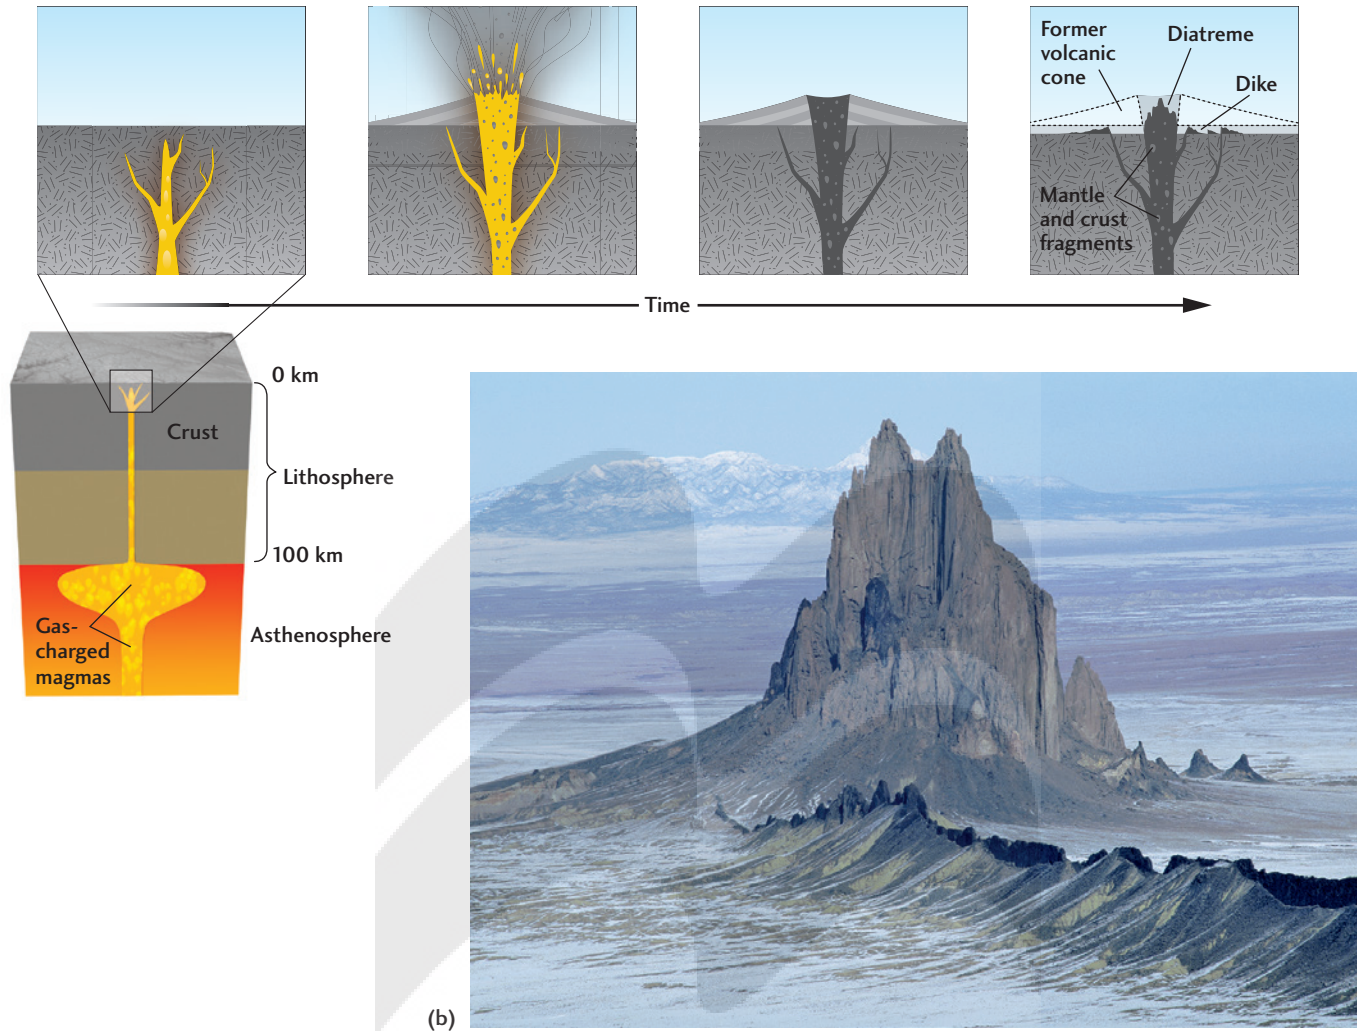 Former
volcanic
cone
Diatreme
Dike
Mantle
and crust
fragments
Time
0 km
Crust
Lithosphere
100 km
Gas-
charged
magmas
Asthenosphere
(b)